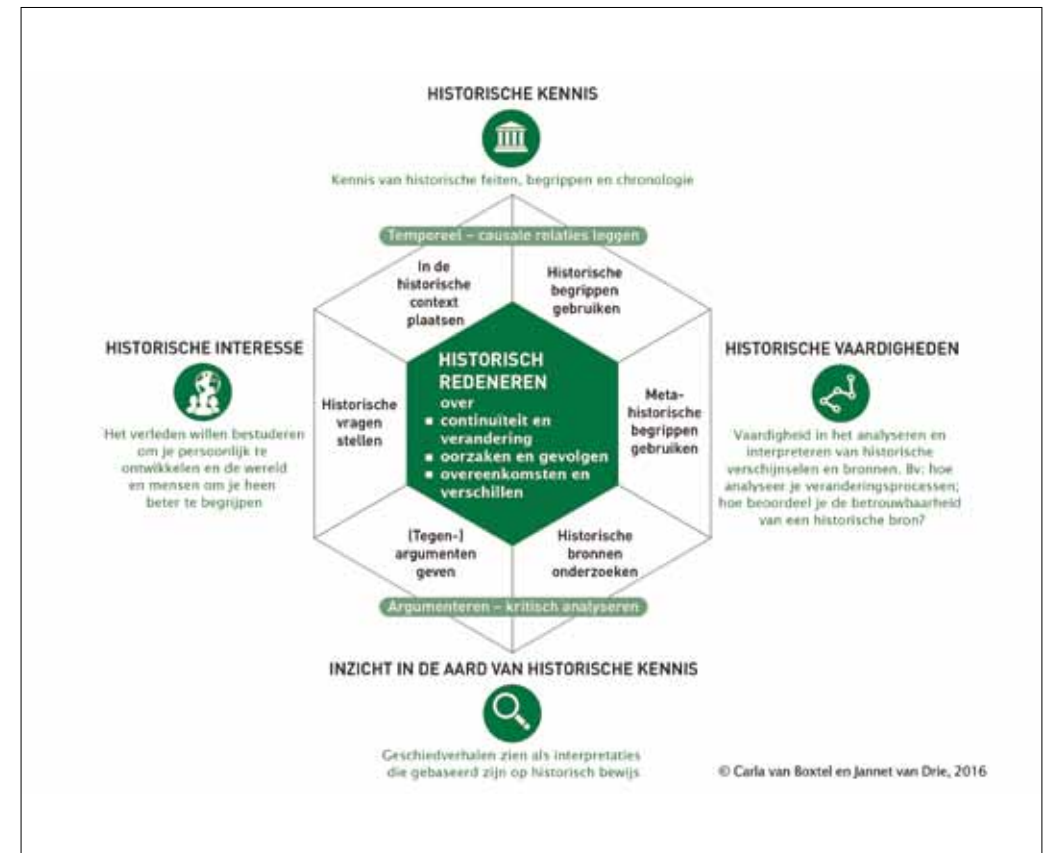 HISTORISCHE KENNIS
Kennis van historische feiten, begrippen en chronologie
Temporeel – causale relaties leggen
In de
historische
context
plaatsen
Historische
begrippen
gebruiken
HISTORISCHE INTERESSE
Het verleden willen bestuderen
om je persoonlijk te
ontwikkelen en de wereld
en mensen om je heen
beter te begrijpen
Historische
vragen
stellen
HISTORISCH
REDENEREN
over
▪ continuïteit en
verandering
▪ oorzaken en gevolgen
▪ overeenkomsten en
verschillen
Meta-
historische
begrippen
gebruiken
HISTORISCHE VAARDIGHEDEN
Vaardigheid in het analyseren en
interpreteren van historische
verschijnselen en bronnen. Bv: hoe
analyseer je veranderingsprocessen;
hoe beoordeel je de betrouwbaarheid
van een historische bron?
(Tegen-)
argumenten
geven
Historische
bronnen
onderzoeken
Argumenteren – kritisch analyseren
INZICHT IN DE AARD VAN HISTORISCHE KENNIS
Geschiedverhalen zien als interpretaties
die gebaseerd zijn op historisch bewijs
© Carla van Boxtel en Jannet van Drie, 2016